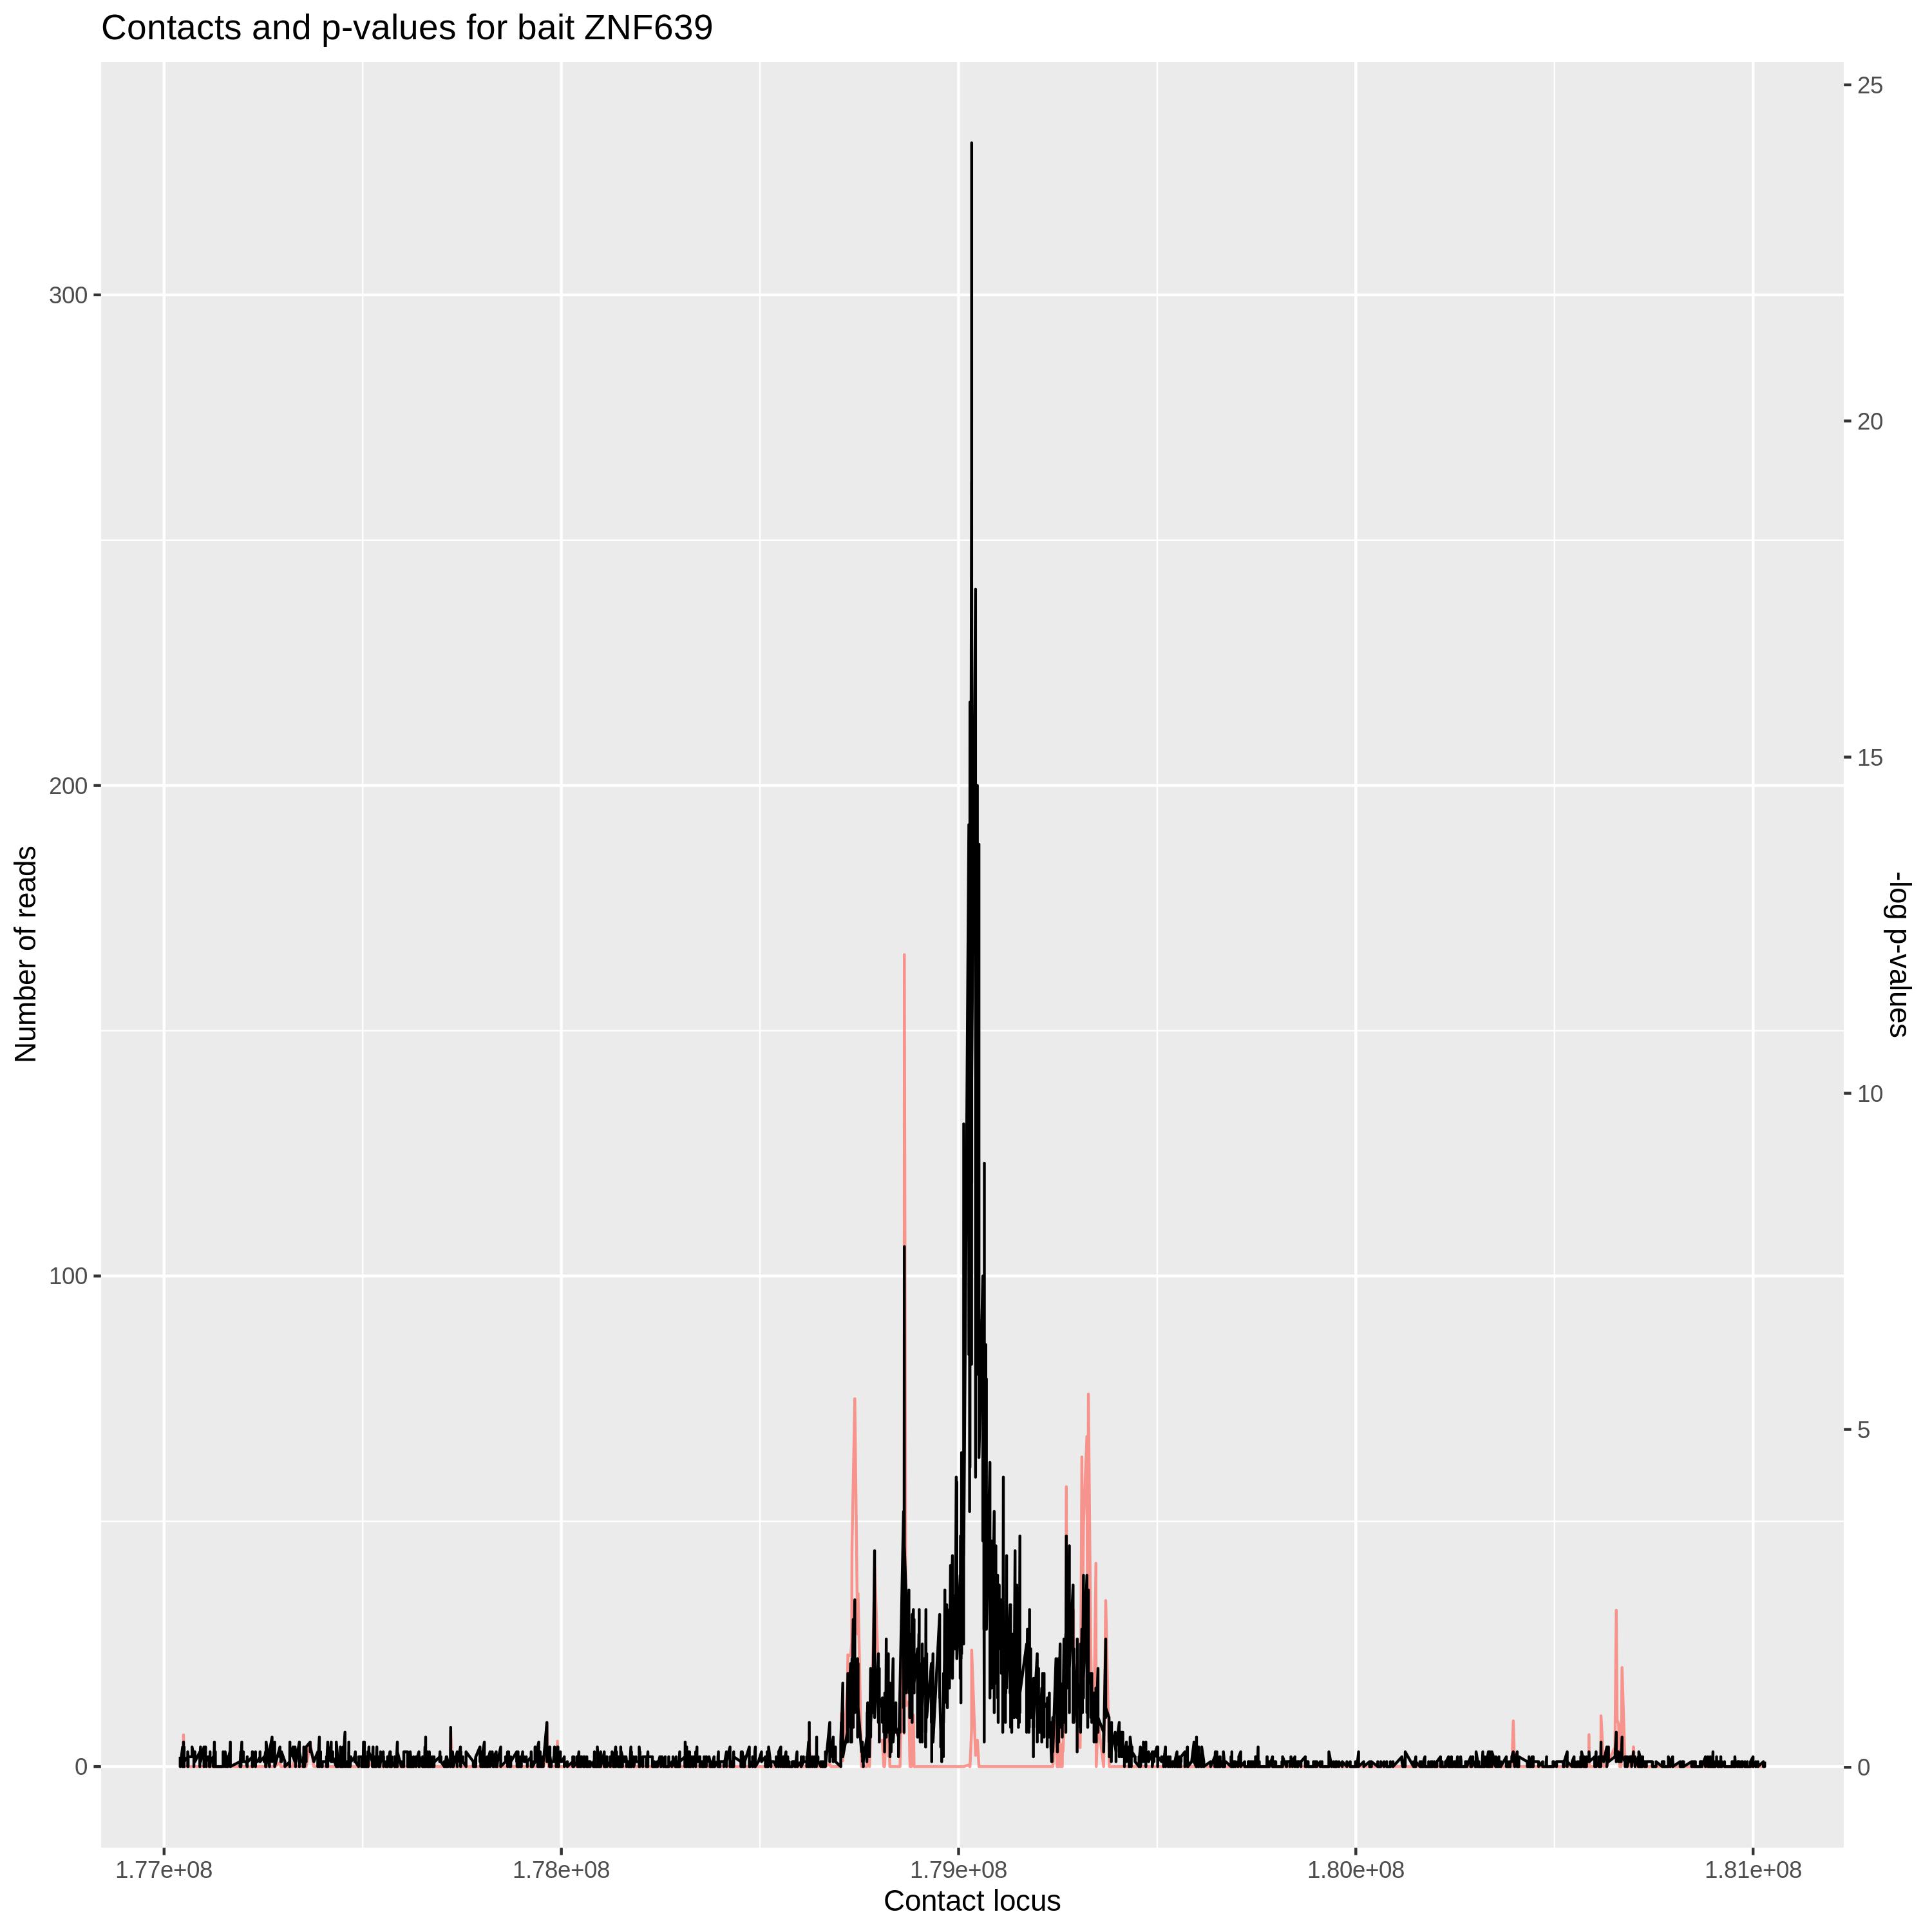 Contacts and p-values for bait ZNF639
Number of reads
300
200
100
0
25
20
15
10
5
0
-log p-values
1.77e+08
1.78e+08
1.79e+08
1.80e+08
1.81e+08
Contact locus